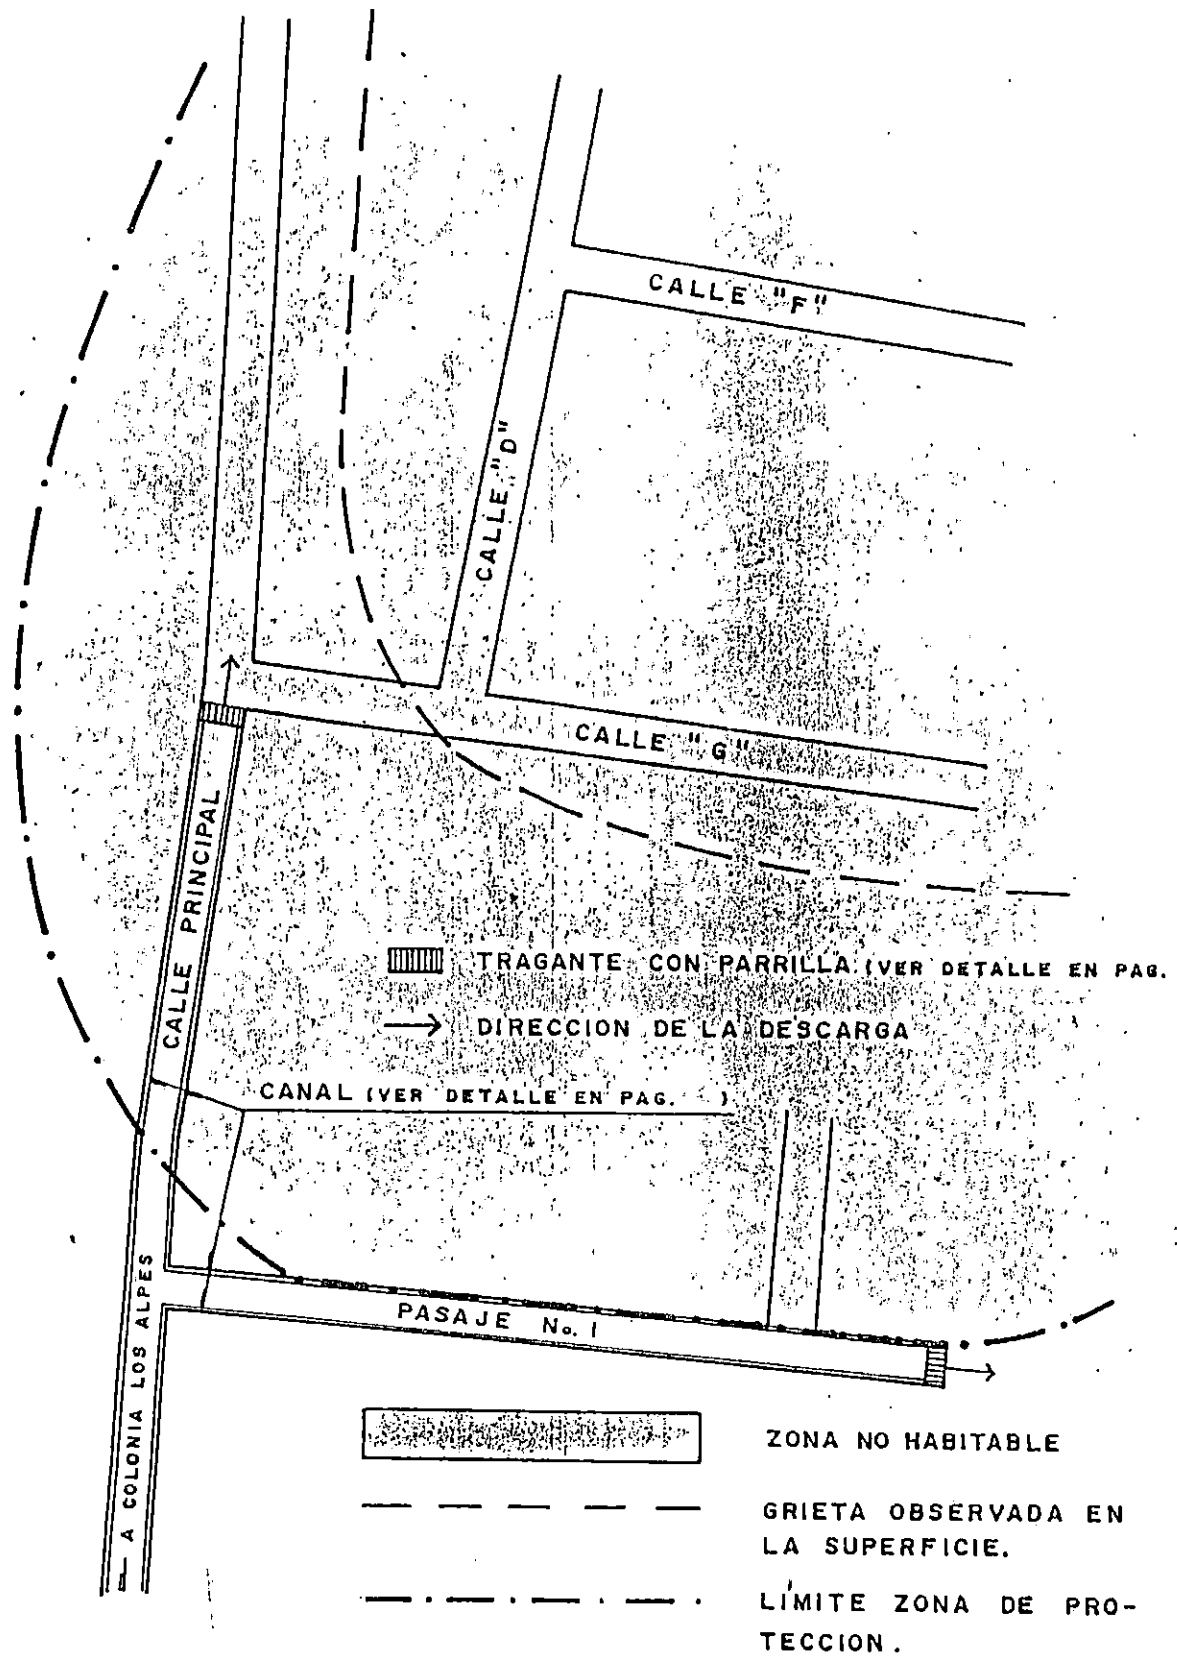 CALLE "F"
CALLE "D"
CALLE "G"
CALLE PRINCIPAL
TRAGANTE CON PARRILLA (VER DETALLE EN PAG.
DIRECCION DE LA DESCARGA
CANAL (VER DETALLE EN PAG. )
PASAJE No. 1
A COLONIA LOS ALPES
ZONA NO HABITABLE
GRIETA OBSERVADA EN
LA SUPERFICIE.
LÍMITE ZONA DE PRO-
TECCION.